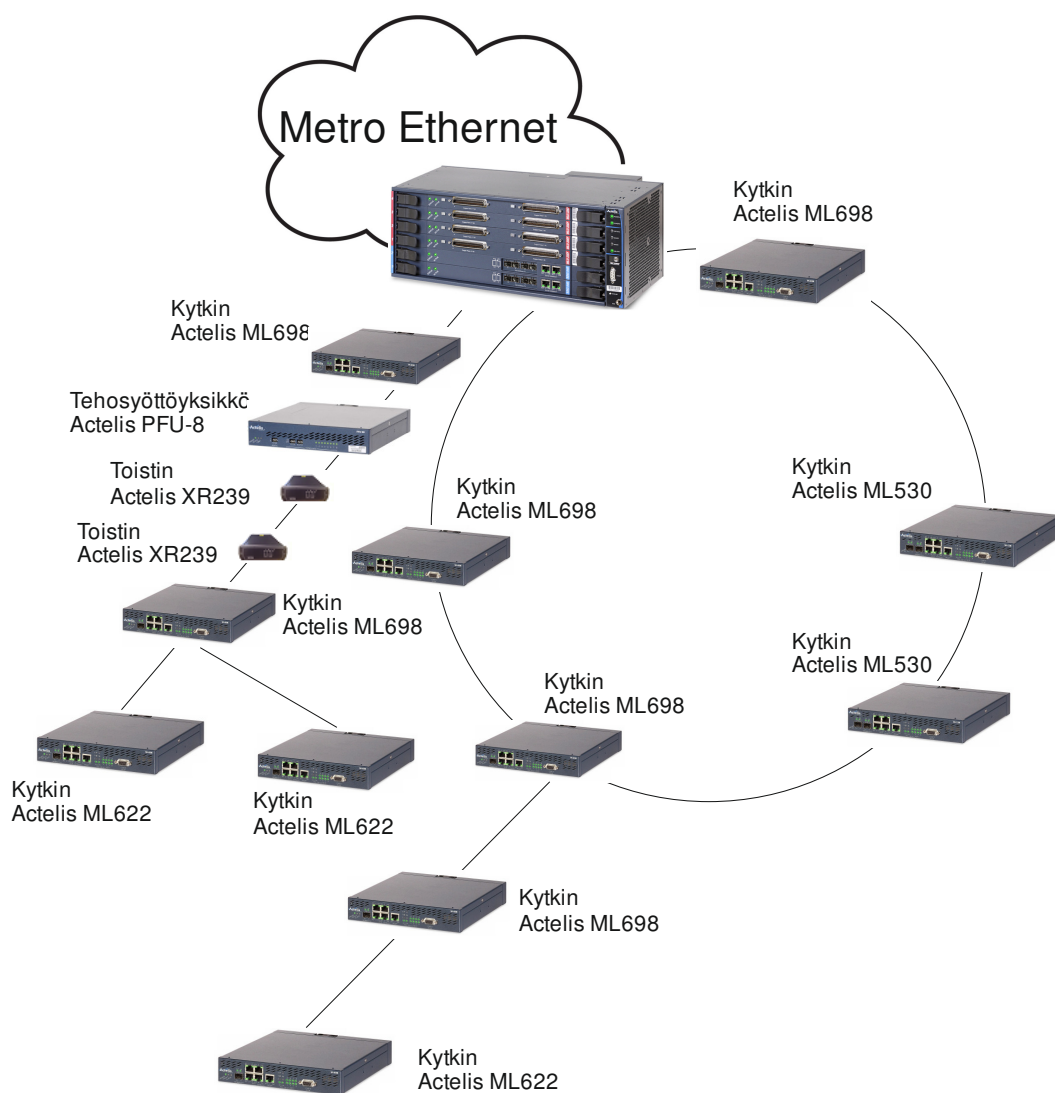 Metro Ethernet
Kytkin
Actelis ML698
Kytkin
Actelis ML698
Tehosyöttöyksikkö
Actelis PFU-8
Toistin
Actelis XR239
Kytkin
Actelis ML698
Kytkin
Actelis ML530
Toistin
Actelis XR239
Kytkin
Actelis ML698
Kytkin
Actelis ML530
Kytkin
Actelis ML698
Kytkin
Actelis ML622
Kytkin
Actelis ML622
Kytkin
Actelis ML698
Kytkin
Actelis ML622